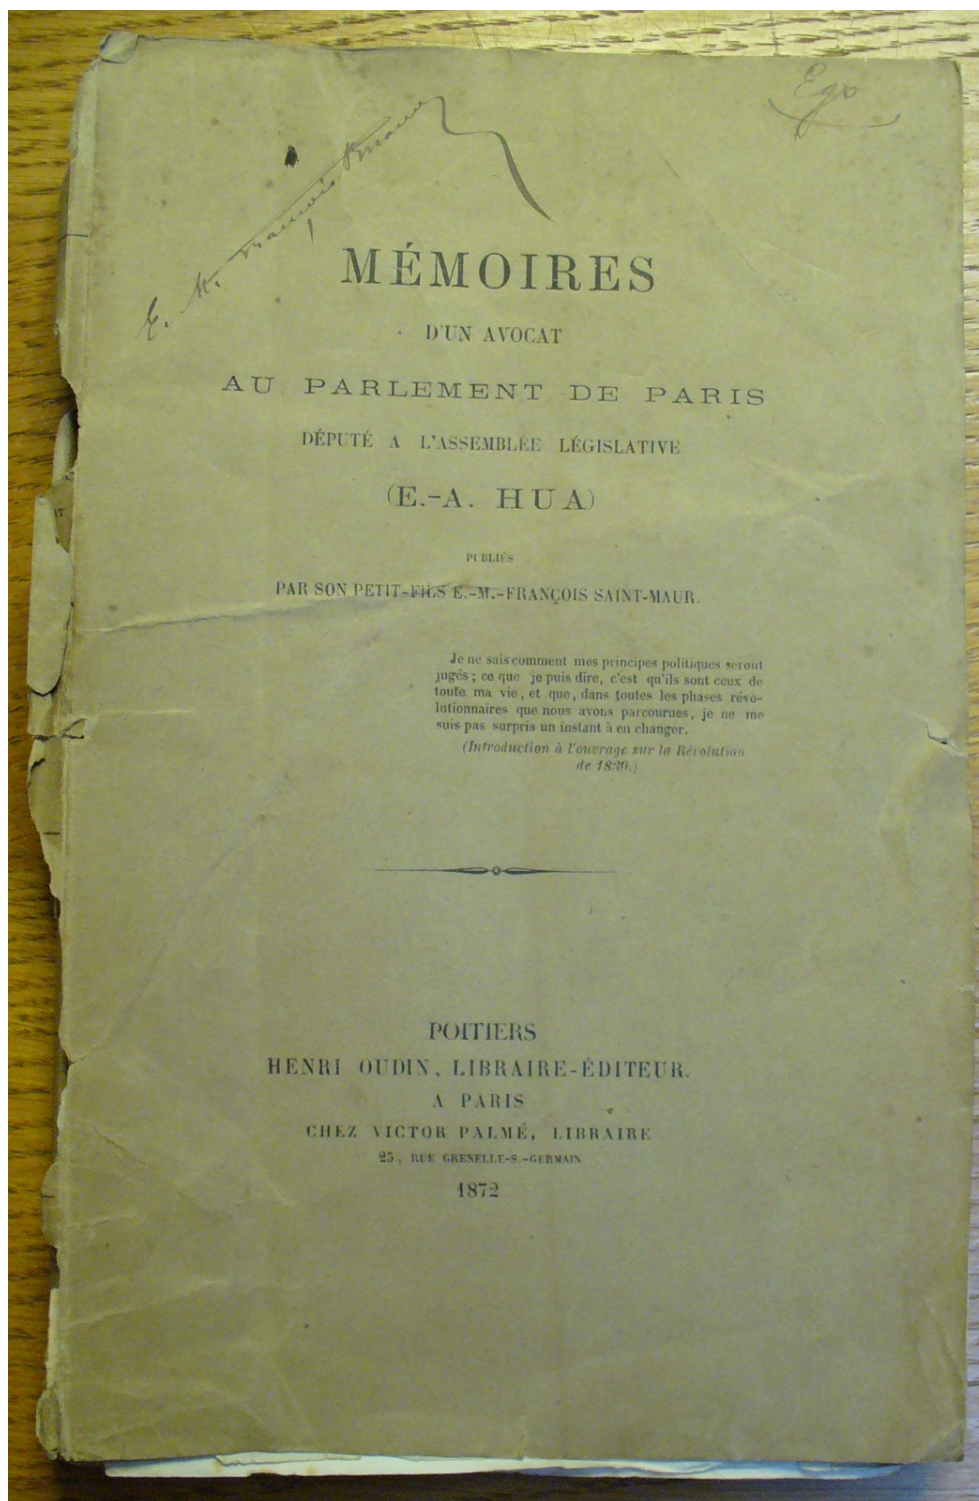 Ego
E. M. François
MÉMOIRES
D'UN AVOCAT
AU PARLEMENT DE PARIS
DÉPUTÉ A L'ASSEMBLÉE LÉGISLATIVE
(E.-A. HUA)
PUBLIÉS
PAR SON PETIT-FILS E.-M.-FRANÇOIS SAINT-MAUR.
Je ne sais comment mes principes politiques seront
jugés ; ce que je puis dire, c'est qu'ils sont ceux de
toute ma vie, et que, dans toutes les phases révo-
lutionnaires que nous avons parcourues, je ne me
suis pas surpris un instant à en changer.
(Introduction à l'ouvrage sur la Révolution
de 1830.)
POITIERS
HENRI OUDIN, LIBRAIRE-ÉDITEUR.
A PARIS
CHEZ VICTOR PALMÉ, LIBRAIRE
25, RUE GRENELLE-S.-GERMAIN
1872